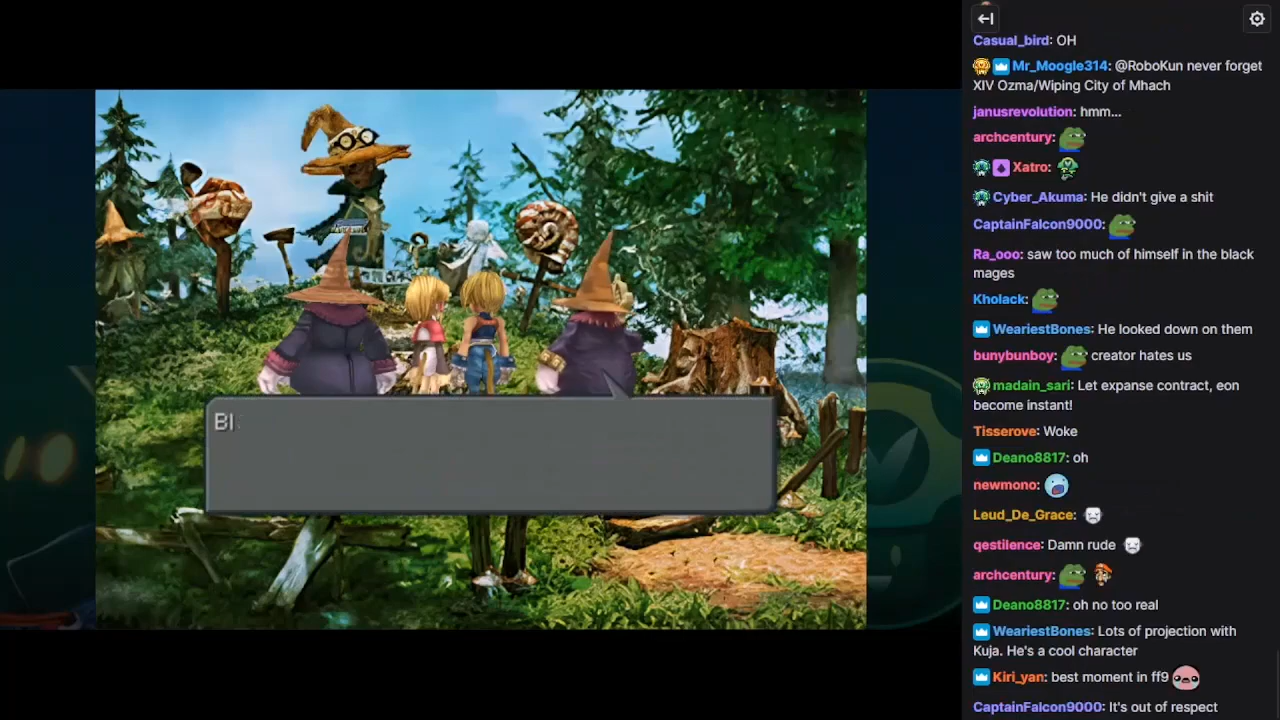 Bl
Casual_bird: OH
Mr_Moogle314: @RoboKun never forget
XIV Ozma/Wiping City of Mhach
janusrevolution: hmm...
archcentury:
Xatro:
Cyber_Akuma: He didn't give a shit
CaptainFalcon9000:
Ra_ooo: saw too much of himself in the black
mages
Kholack:
WeariestBones: He looked down on them
bunybunboy: creator hates us
madain_sari: Let expanse contract, eon
become instant!
Tisserove: Woke
Deano8817: oh
newmono:
Leud_De_Grace:
qestilence: Damn rude
archcentury:
Deano8817: oh no too real
WeariestBones: Lots of projection with
Kuja. He's a cool character
Kiri_yan: best moment in ff9
CaptainFalcon9000: It's out of respect